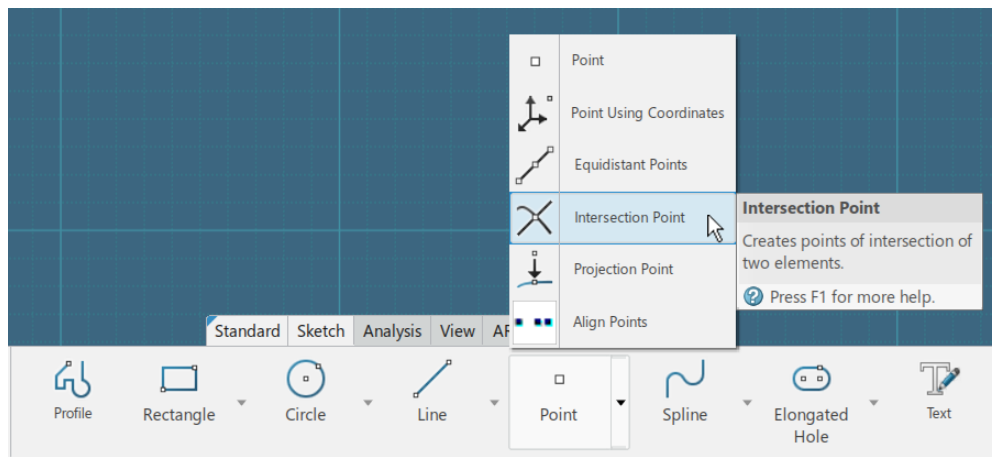 Point
Point Using Coordinates
Equidistant Points
Intersection Point
Projection Point
Align Points
Intersection Point
Creates points of intersection of
two elements.
Press F1 for more help.
Standard
Sketch
Analysis
View
Profile
Rectangle
Circle
Line
Point
Spline
Elongated
Hole
Text